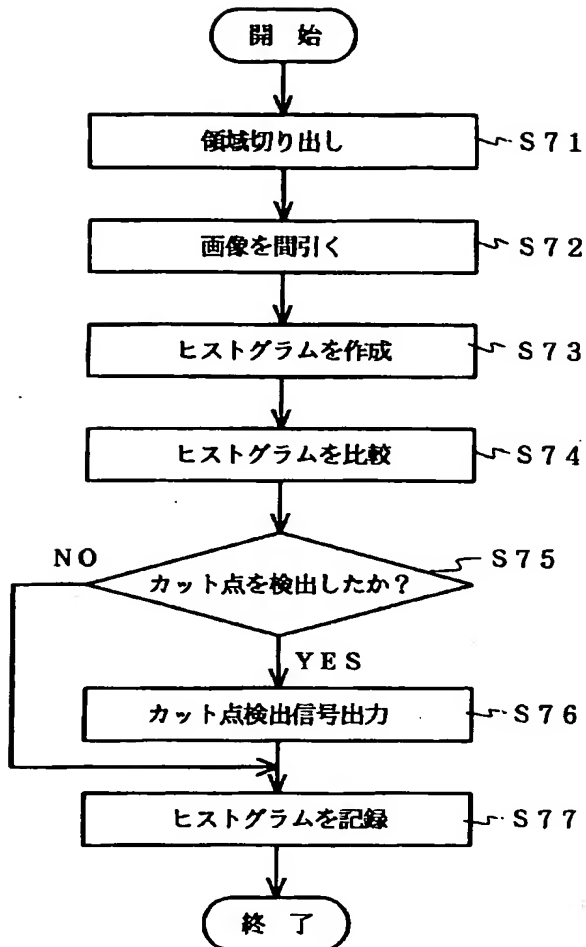 開 始
領域切り出し S71
画像を間引く S72
ヒストグラムを作成 S73
ヒストグラムを比較 S74
NO カット点を検出したか? S75
YES
カット点検出信号出力 S76
ヒストグラムを記録 S77
終 了